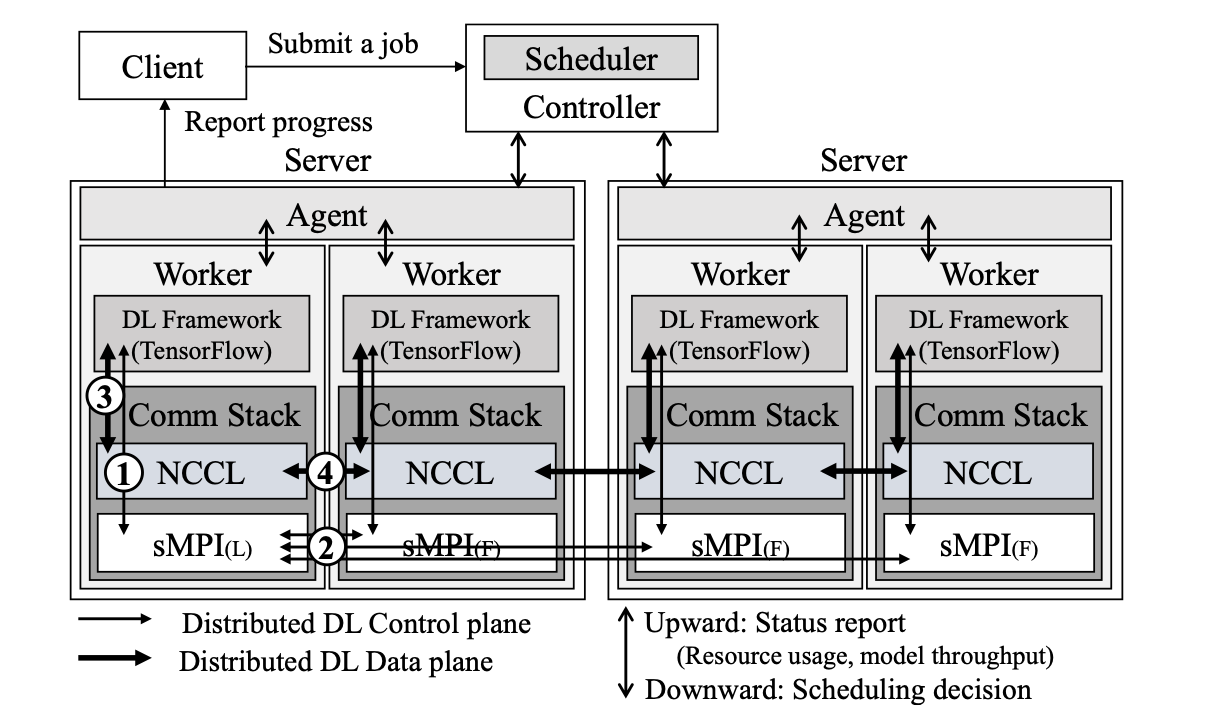 Client
Submit a job
Scheduler
Controller
Report progress
Server
Server
Agent
Agent
Worker
Worker
Worker
Worker
DL Framework
(TensorFlow)
DL Framework
(TensorFlow)
DL Framework
(TensorFlow)
DL Framework
(TensorFlow)
3
Comm Stack
Comm Stack
Comm Stack
Comm Stack
1
NCCL
4
NCCL
NCCL
NCCL
sMPI(L)
2
sMPI(F)
sMPI(F)
sMPI(F)
Distributed DL Control plane
Distributed DL Data plane
Upward: Status report
(Resource usage, model throughput)
Downward: Scheduling decision